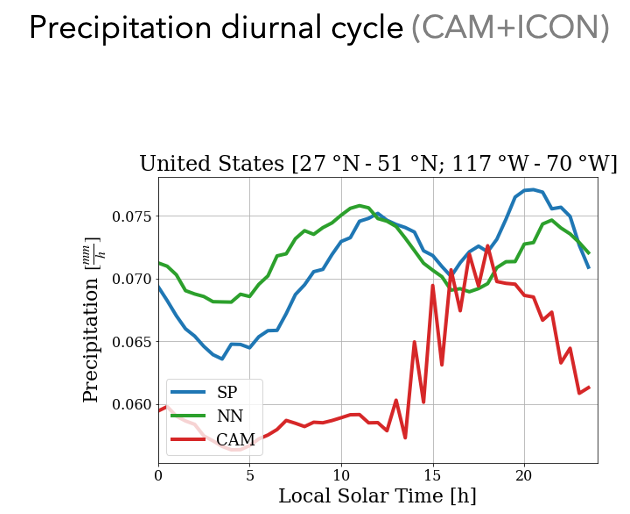 Precipitation diurnal cycle (CAM+ICON)
United States [27 °N - 51 °N; 117 °W - 70 °W]
Precipitation [mm/h]
0.075
0.070
0.065
0.060
SP
NN
CAM
0 5 10 15 20
Local Solar Time [h]